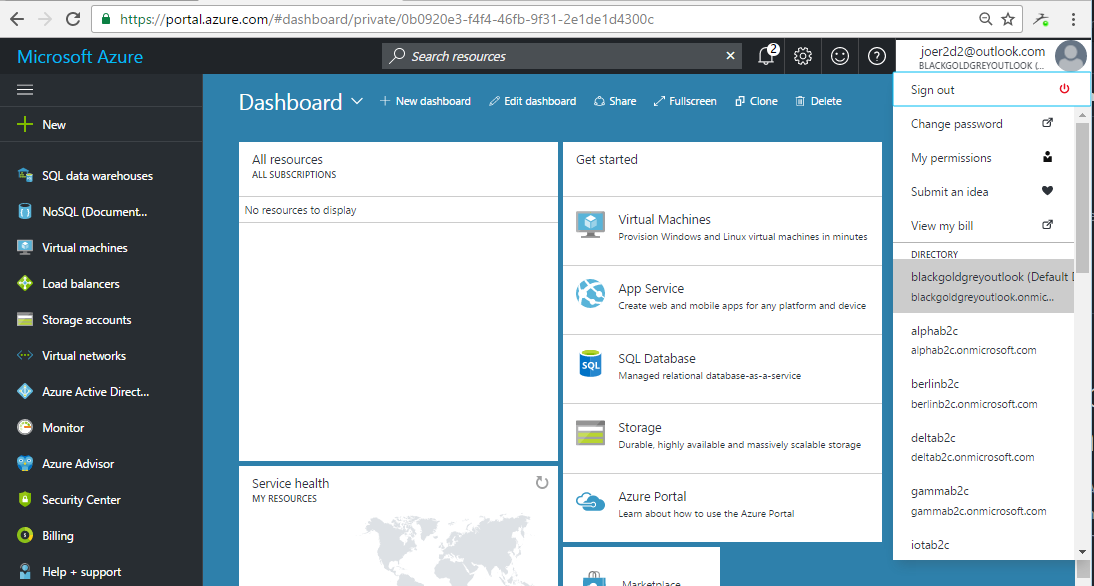 https://portal.azure.com/#dashboard/private/0b0920e3-f4f4-46fb-9f31-2e1de1d4300c
Microsoft Azure
Search resources
2
joer2d2@outlook.com
BLACKGOLDGREYOUTLOOK (...
New
SQL data warehouses
NoSQL (Document...
Virtual machines
Load balancers
Storage accounts
Virtual networks
Azure Active Direct...
Monitor
Azure Advisor
Security Center
Billing
Help + support
Dashboard
New dashboard
Edit dashboard
Share
Fullscreen
Clone
Delete
All resources
ALL SUBSCRIPTIONS
No resources to display
Service health
MY RESOURCES
Get started
Virtual Machines
Provision Windows and Linux virtual machines in minutes
App Service
Create web and mobile apps for any platform and device
SQL
SQL Database
Managed relational database-as-a-service
Storage
Durable, highly available and massively scalable storage
Azure Portal
Learn about how to use the Azure Portal
Marketplace
Sign out
Change password
My permissions
Submit an idea
View my bill
DIRECTORY
blackgoldgreyoutlook (Default D
blackgoldgreyoutlook.onmic...
alphab2c
alphab2c.onmicrosoft.com
berlinb2c
berlinb2c.onmicrosoft.com
deltab2c
deltab2c.onmicrosoft.com
gammab2c
gammab2c.onmicrosoft.com
iotab2c